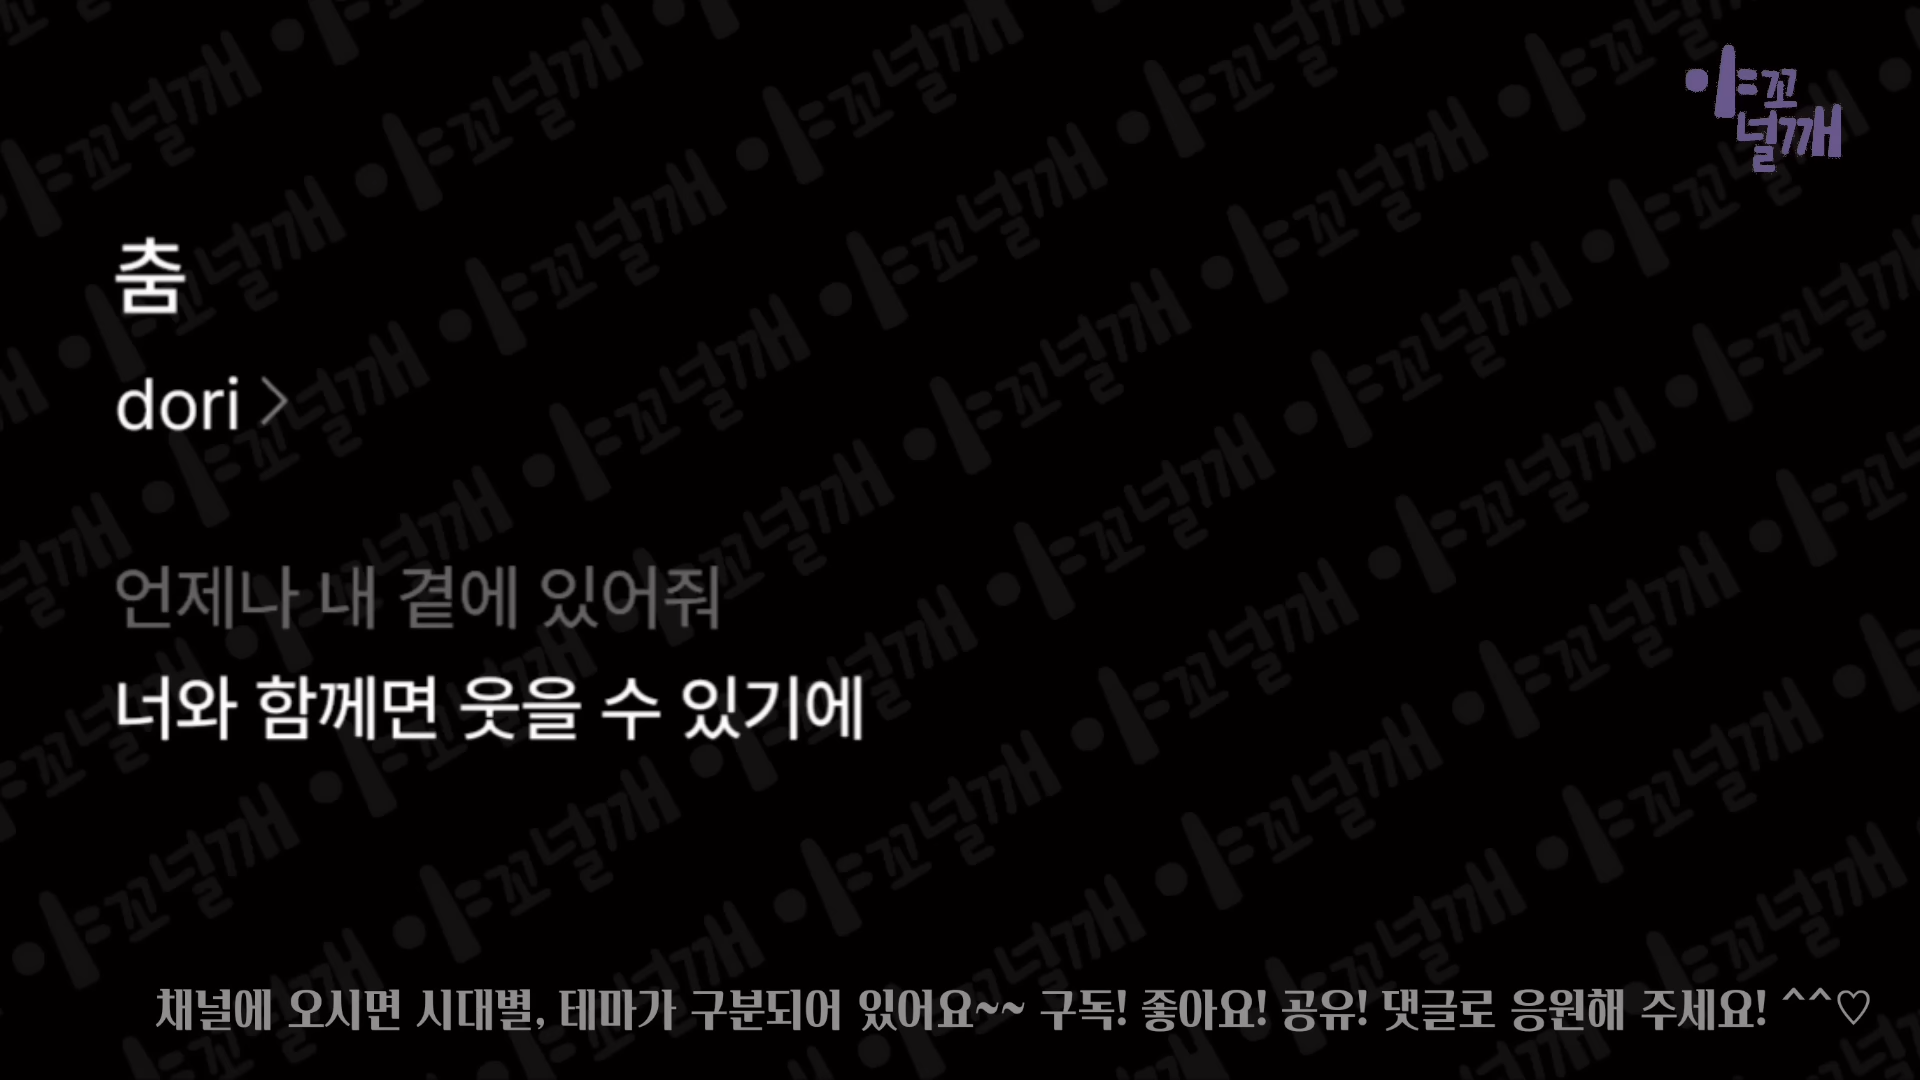 야꼬
널깨
춤
dori >
언제나 내 곁에 있어줘
너와 함께면 웃을 수 있기에
채널에 오시면 시대별, 테마가 구분되어 있어요~~ 구독! 좋아요! 공유! 댓글로 응원해 주세요! ^^♡